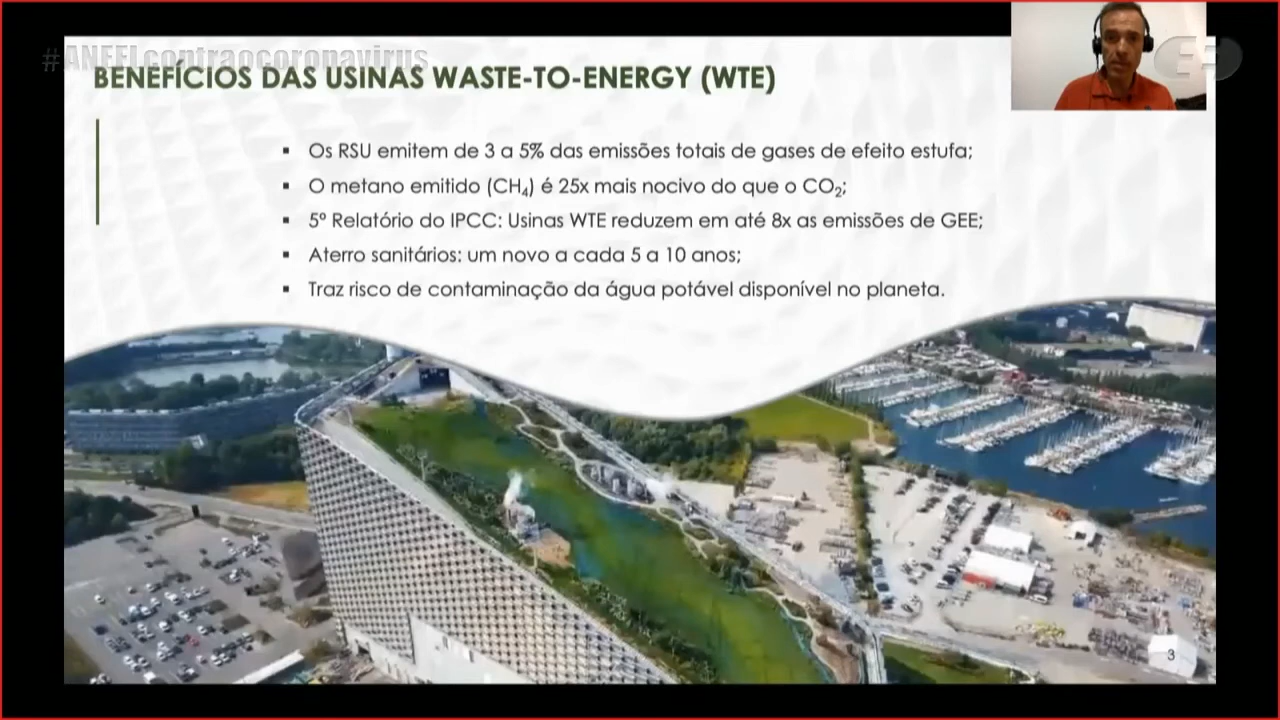 #ANEELcontraocoronavirus
BENEFÍCIOS DAS USINAS WASTE-TO-ENERGY (WTE)
▪ Os RSU emitem de 3 a 5% das emissões totais de gases de efeito estufa;
▪ O metano emitido (CH₄) é 25x mais nocivo do que o CO₂;
▪ 5º Relatório do IPCC: Usinas WTE reduzem em até 8x as emissões de GEE;
▪ Aterro sanitários: um novo a cada 5 a 10 anos;
▪ Traz risco de contaminação da água potável disponível no planeta.
3